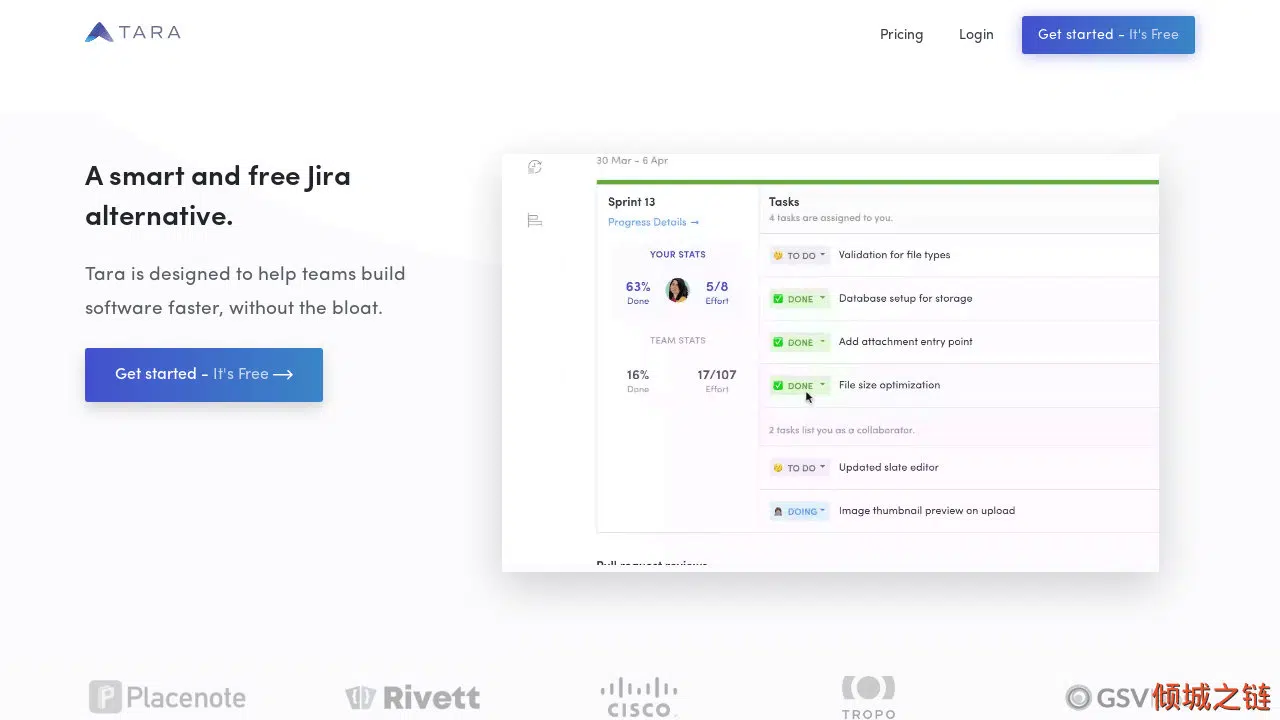 TARA
Pricing
Login
Get started - It's Free
A smart and free Jira
alternative.
Tara is designed to help teams build
software faster, without the bloat.
Get started - It's Free →
30 Mar - 6 Apr
Sprint 13
Progress Details →
YOUR STATS
63%
5/8
Done
Effort
TEAM STATS
16%
17/107
Done
Effort
Tasks
4 tasks are assigned to you.
TO DO Validation for file types
DONE Database setup for storage
DONE Add attachment entry point
DONE File size optimization
2 tasks list you as a collaborator.
TO DO Updated slate editor
DOING Image thumbnail preview on upload
Pull request reviews
Placenote
Rivett
CISCO
TROPO
GSV
倾城之链